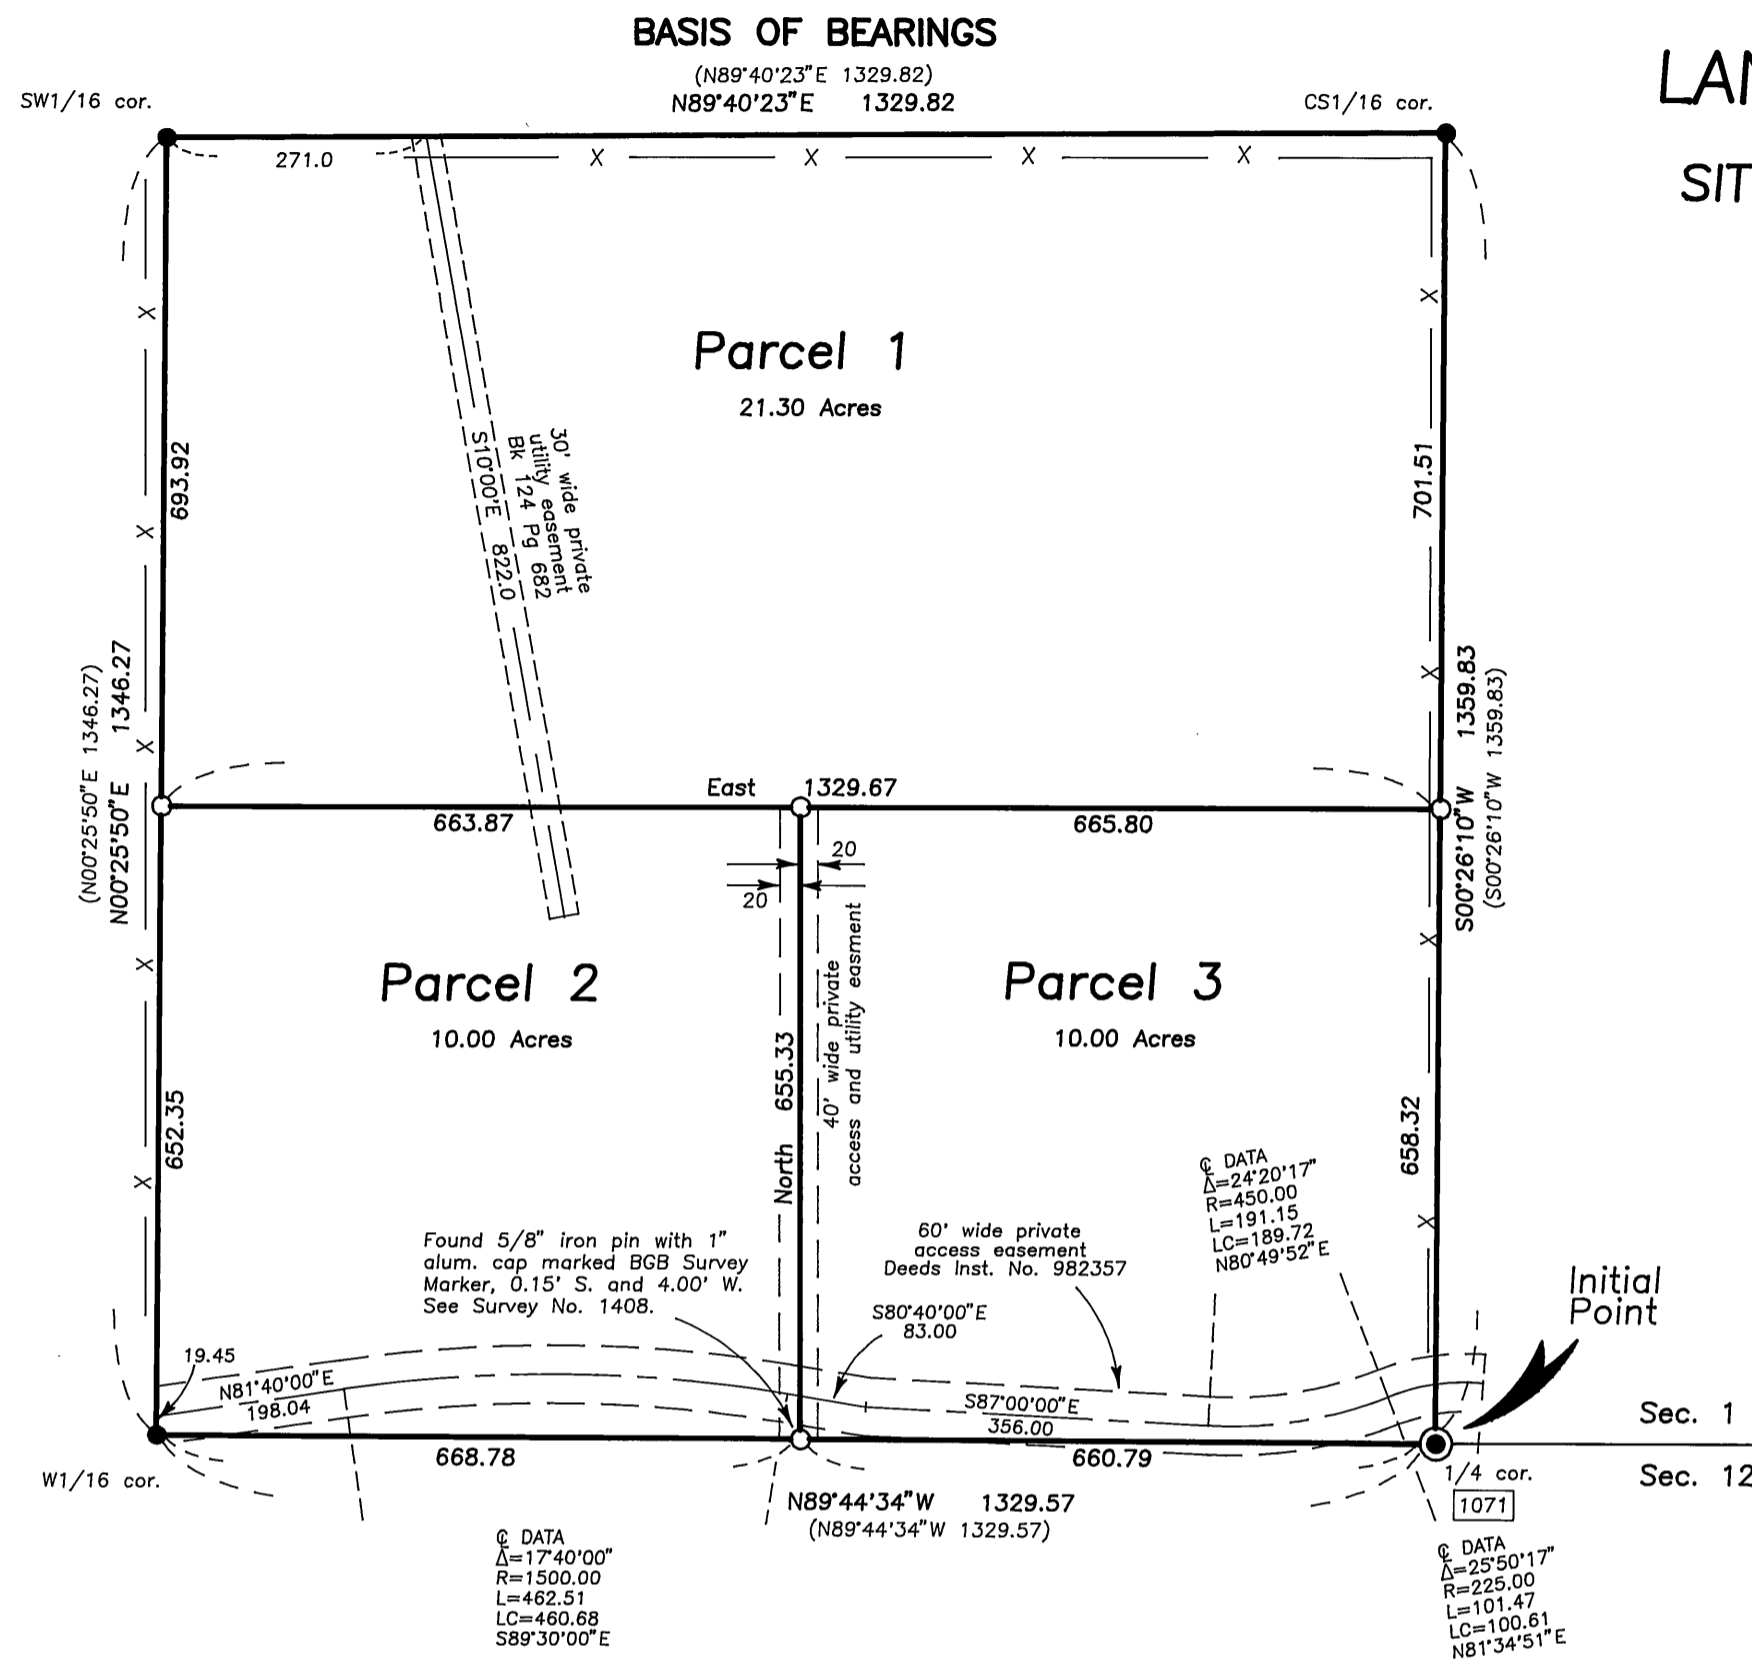 BASIS OF BEARINGS
(N89°40'23"E 1329.82)
N89°40'23"E 1329.82
SW1/16 cor.
CS1/16 cor.
LAN
SIT
271.0
X X X X
Parcel 1
21.30 Acres
693.92
701.51
30' wide private
utility easement
Bk 124 Pg 682
S10°00'E 822.0
(N00°25'50"E 1346.27)
N00°25'50"E 1346.27
S00°26'10"W 1359.83
(S00°26'10"W 1359.83)
X X X X X X
X X X X
East 1329.67
663.87
665.80
20
20
Parcel 2
10.00 Acres
Parcel 3
10.00 Acres
652.35
North 655.33
40' wide private
access and utility easment
658.32
Found 5/8" iron pin with 1"
alum. cap marked BGB Survey
Marker, 0.15' S. and 4.00' W.
See Survey No. 1408.
60' wide private
access easement
Deeds Inst. No. 982357
℄ DATA
Δ=24°20'17"
R=450.00
L=191.15
LC=189.72
N80°49'52"E
Initial
Point
S80°40'00"E
83.00
19.45
N81°40'00"E
198.04
S87°00'00"E
356.00
668.78
660.79
Sec. 1
Sec. 12
W1/16 cor.
1/4 cor.
1071
N89°44'34"W 1329.57
(N89°44'34"W 1329.57)
℄ DATA
Δ=17°40'00"
R=1500.00
L=462.51
LC=460.68
S89°30'00"E
℄ DATA
Δ=25°50'17"
R=225.00
L=101.47
LC=100.61
N81°34'51"E